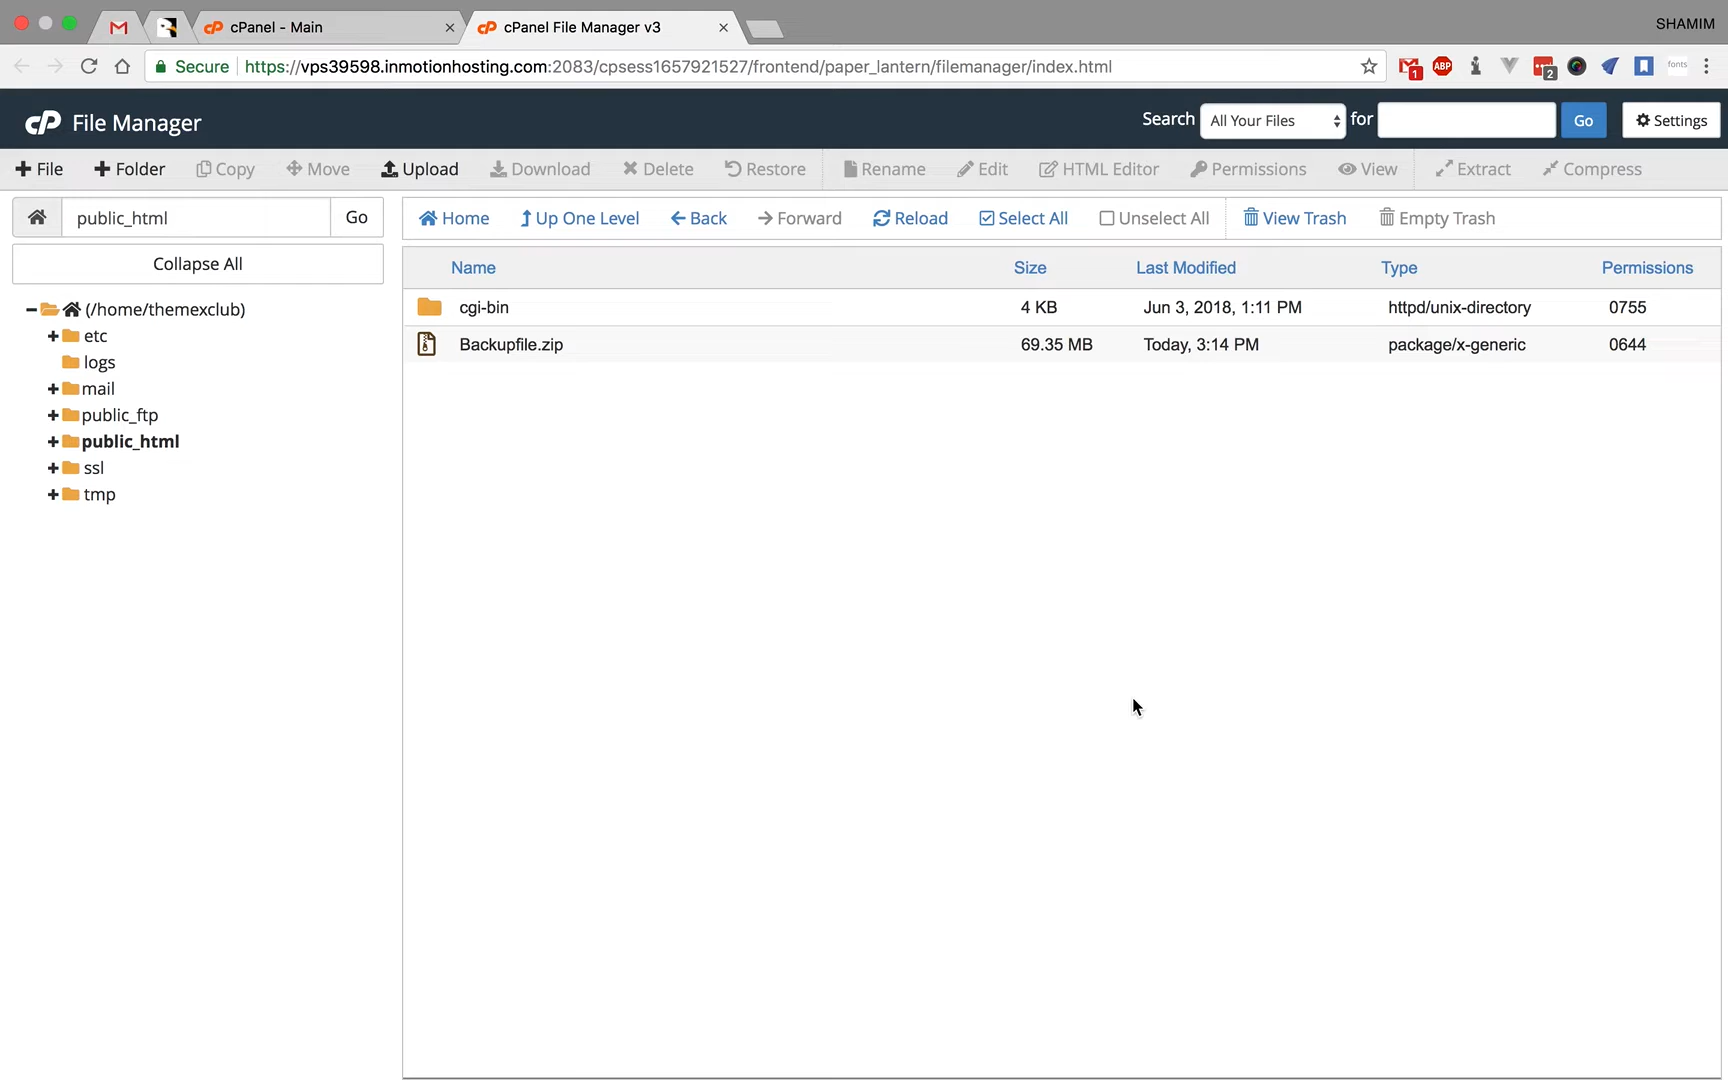 cPanel - Main
cPanel File Manager v3
SHAMIM
Secure https://vps39598.inmotionhosting.com:2083/cpsess1657921527/frontend/paper_lantern/filemanager/index.html
1
ABP
2
fonts
cP File Manager
Search All Your Files for Go Settings
File Folder Copy Move Upload Download Delete Restore Rename Edit HTML Editor Permissions View Extract Compress
public_html Go
Home Up One Level Back Forward Reload Select All Unselect All View Trash Empty Trash
Collapse All
Name Size Last Modified Type Permissions
cgi-bin 4 KB Jun 3, 2018, 1:11 PM httpd/unix-directory 0755
Backupfile.zip 69.35 MB Today, 3:14 PM package/x-generic 0644
(/home/themexclub)
etc
logs
mail
public_ftp
public_html
ssl
tmp